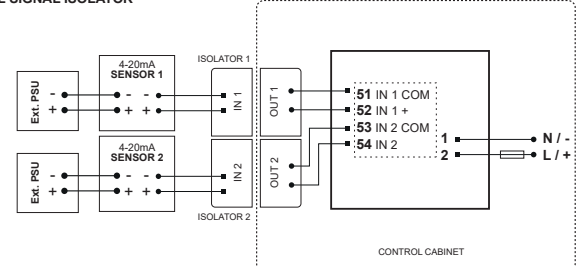 SIGNAL ISOLATOR
ISOLATOR 1
4-20mA
SENSOR 1
Ext. PSU
- - -
+ + +
IN 1
OUT 1
51 IN 1 COM
52 IN 1 +
53 IN 2 COM
54 IN 2
1 N / -
2 L / +
4-20mA
SENSOR 2
Ext. PSU
- - -
+ + +
IN 2
OUT 2
ISOLATOR 2
CONTROL CABINET